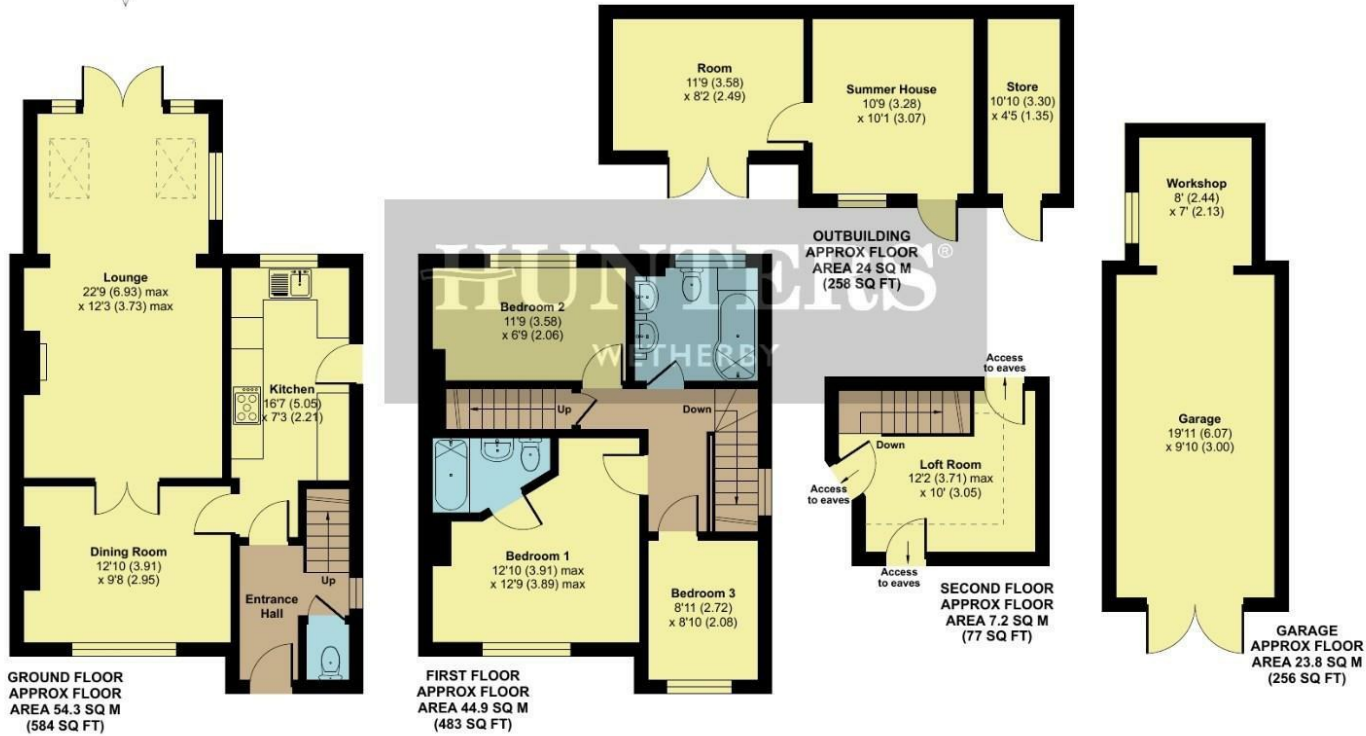 Lounge
22'9 (6.93) max
x 12'3 (3.73) max
Kitchen
16'7 (5.05)
x 7'3 (2.21)
Dining Room
12'10 (3.91)
x 9'8 (2.95)
Entrance
Hall
Up
GROUND FLOOR
APPROX FLOOR
AREA 54.3 SQ M
(584 SQ FT)
HUNTERS®
WETHERBY
Bedroom 2
11'9 (3.58)
x 6'9 (2.06)
Up
Down
Bedroom 1
12'10 (3.91) max
x 12'9 (3.89) max
Bedroom 3
8'11 (2.72)
x 8'10 (2.08)
FIRST FLOOR
APPROX FLOOR
AREA 44.9 SQ M
(483 SQ FT)
Room
11'9 (3.58)
x 8'2 (2.49)
Summer House
10'9 (3.28)
x 10'1 (3.07)
Store
10'10 (3.30)
x 4'5 (1.35)
OUTBUILDING
APPROX FLOOR
AREA 24 SQ M
(258 SQ FT)
Access
to eaves
Down
Loft Room
12'2 (3.71) max
x 10' (3.05)
Access
to eaves
Access
to eaves
SECOND FLOOR
APPROX FLOOR
AREA 7.2 SQ M
(77 SQ FT)
Workshop
8' (2.44)
x 7' (2.13)
Garage
19'11 (6.07)
x 9'10 (3.00)
GARAGE
APPROX FLOOR
AREA 23.8 SQ M
(256 SQ FT)